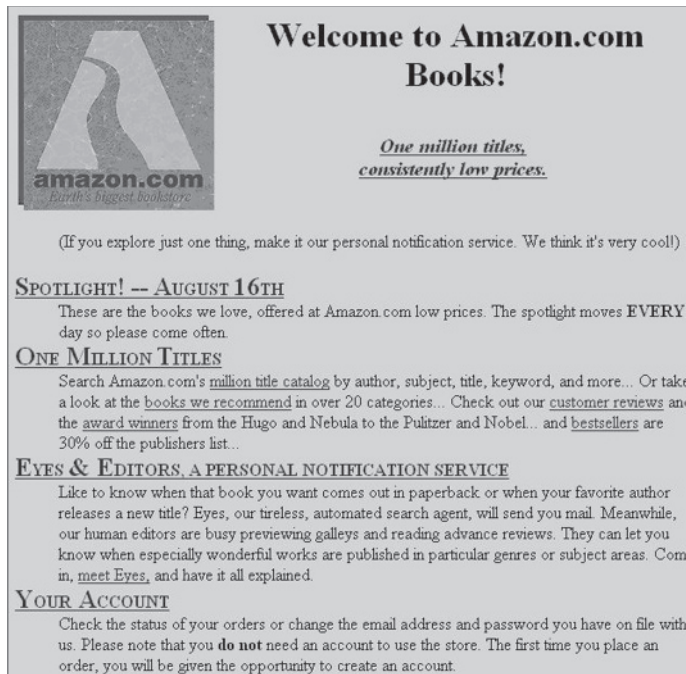 Welcome to Amazon.com
Books!
One million titles,
consistently low prices.
amazon.com
Earth's biggest bookstore
(If you explore just one thing, make it our personal notification service. We think it's very cool!)
SPOTLIGHT! -- AUGUST 16TH
These are the books we love, offered at Amazon.com low prices. The spotlight moves EVERY
day so please come often.
ONE MILLION TITLES
Search Amazon.com's million title catalog by author, subject, title, keyword, and more... Or take
a look at the books we recommend in over 20 categories... Check out our customer reviews and
the award winners from the Hugo and Nebula to the Pulitzer and Nobel... and bestsellers are
30% off the publishers list...
EYES & EDITORS, A PERSONAL NOTIFICATION SERVICE
Like to know when that book you want comes out in paperback or when your favorite author
releases a new title? Eyes, our tireless, automated search agent, will send you mail. Meanwhile,
our human editors are busy previewing galleys and reading advance reviews. They can let you
know when especially wonderful works are published in particular genres or subject areas. Com
in, meet Eyes, and have it all explained.
YOUR ACCOUNT
Check the status of your orders or change the email address and password you have on file with
us. Please note that you do not need an account to use the store. The first time you place an
order, you will be given the opportunity to create an account.